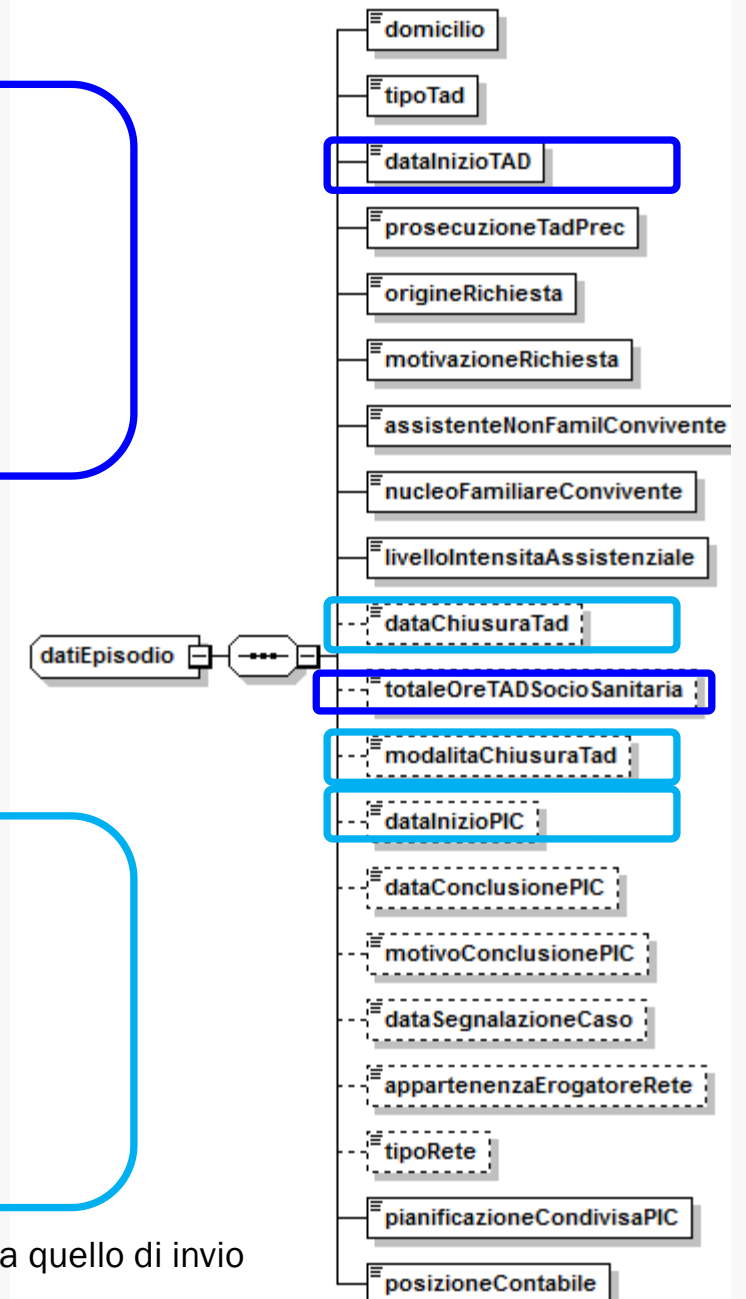 domicilio
tipoTad
dataInizioTAD
prosecuzioneTadPrec
origineRichiesta
motivazioneRichiesta
assistenteNonFamilConvivente
nucleoFamiliareConvivente
livelloIntensitaAssistenziale
dataChiusuraTad
datiEpisodio
totaleOreTADSocioSanitaria
modalitaChiusuraTad
dataInizioPIC
dataConclusionePIC
motivoConclusionePIC
dataSegnalazioneCaso
appartenenzaErogatoreRete
tipoRete
pianificazioneCondivisaPIC
a quello di invio
posizioneContabile